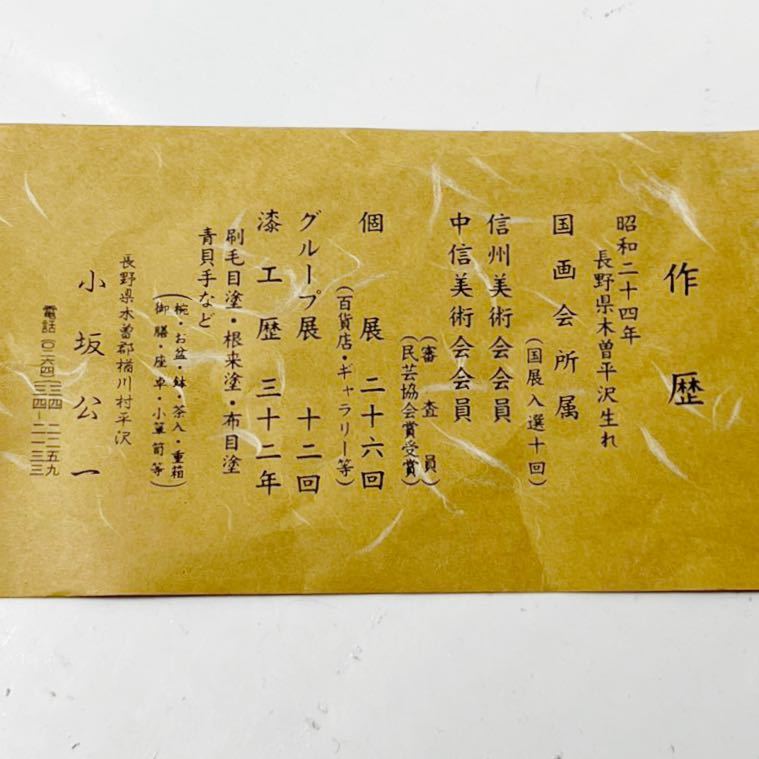 作歴
昭和二十四年
長野県木曽平沢生れ
国画会所属
(国展入選十回)
信州美術会会員
中信美術会会員
(審査員)
(民芸協会賞受賞)
個展 二十六回
(百貨店・ギャラリー等)
グループ展 十二回
漆工歴 三十二年
刷毛目塗・根来塗・布目塗
青貝手など
(椀・お盆・鉢・茶入・重箱
御膳・座卓・小箪笥等)
長野県木曽郡楢川村平沢
小坂公一
電話(〇二六四)三四―二二五九
(三四―二一三三